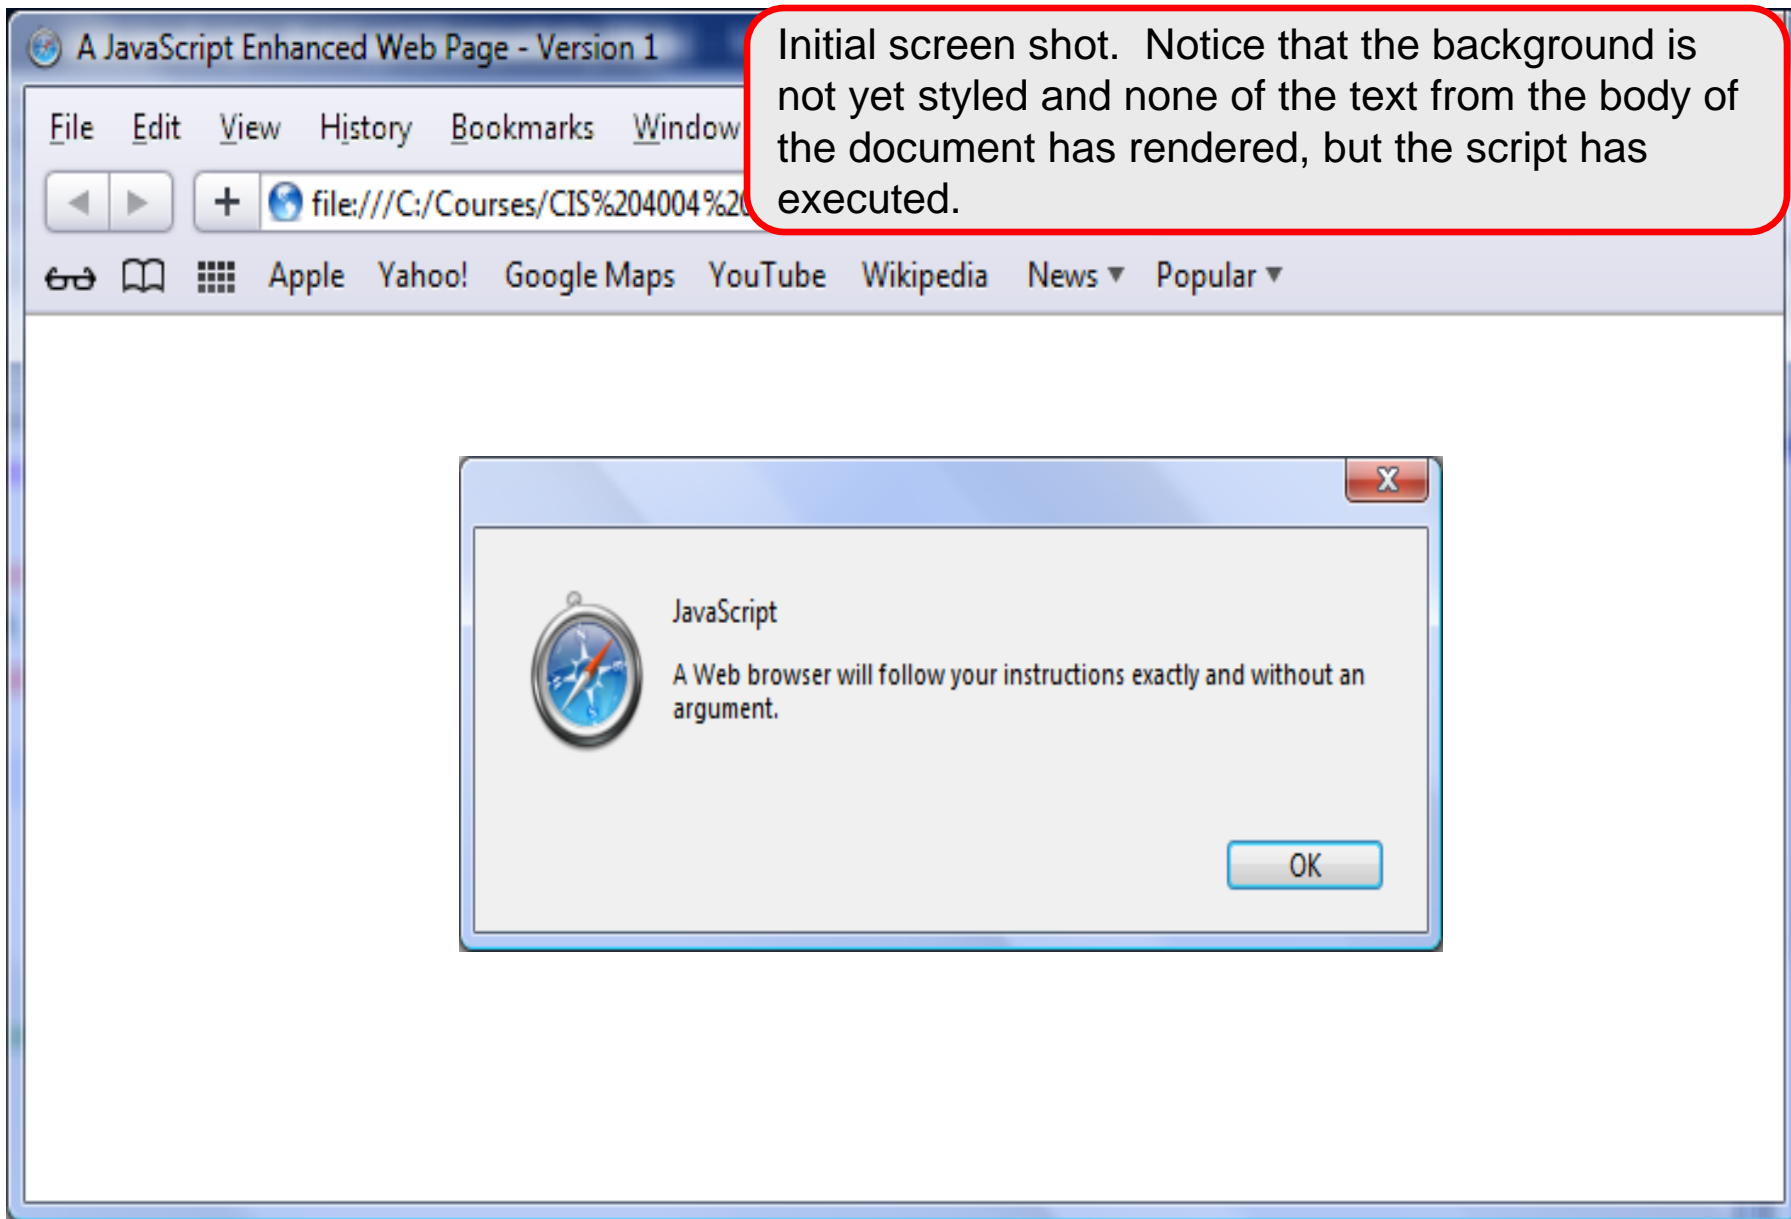 A JavaScript Enhanced Web Page - Version 1
Initial screen shot. Notice that the background is
not yet styled and none of the text from the body of
the document has rendered, but the script has
executed.
File Edit View History Bookmarks Window
+ file:///C:/Courses/CIS%204004%20
Apple Yahoo! Google Maps YouTube Wikipedia News ▼ Popular ▼
X
JavaScript
A Web browser will follow your instructions exactly and without an
argument.
OK